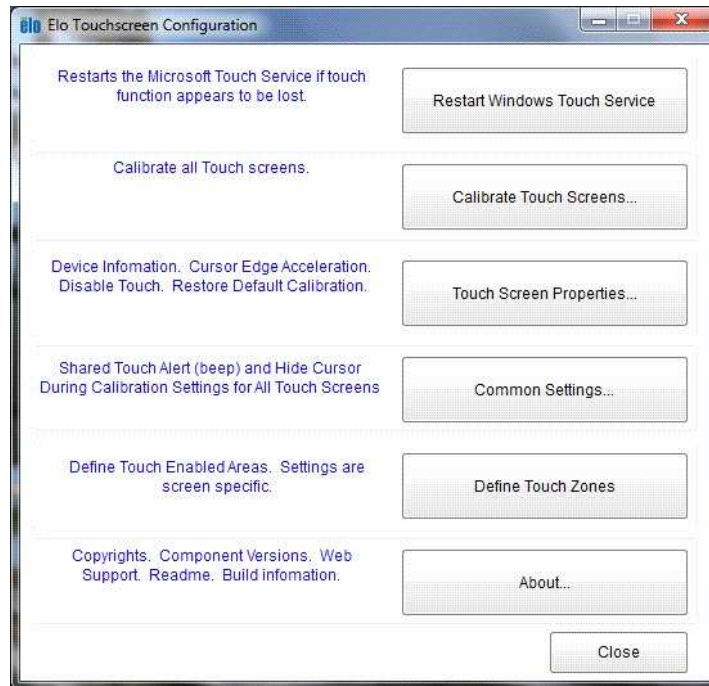 elo Elo Touchscreen Configuration
Restarts the Microsoft Touch Service if touch
function appears to be lost.
Restart Windows Touch Service
Calibrate all Touch screens.
Calibrate Touch Screens...
Device Infomation. Cursor Edge Acceleration.
Disable Touch. Restore Default Calibration.
Touch Screen Properties...
Shared Touch Alert (beep) and Hide Cursor
During Calibration Settings for All Touch Screens
Common Settings...
Define Touch Enabled Areas. Settings are
screen specific.
Define Touch Zones
Copyrights. Component Versions. Web
Support. Readme. Build infomation.
About...
Close